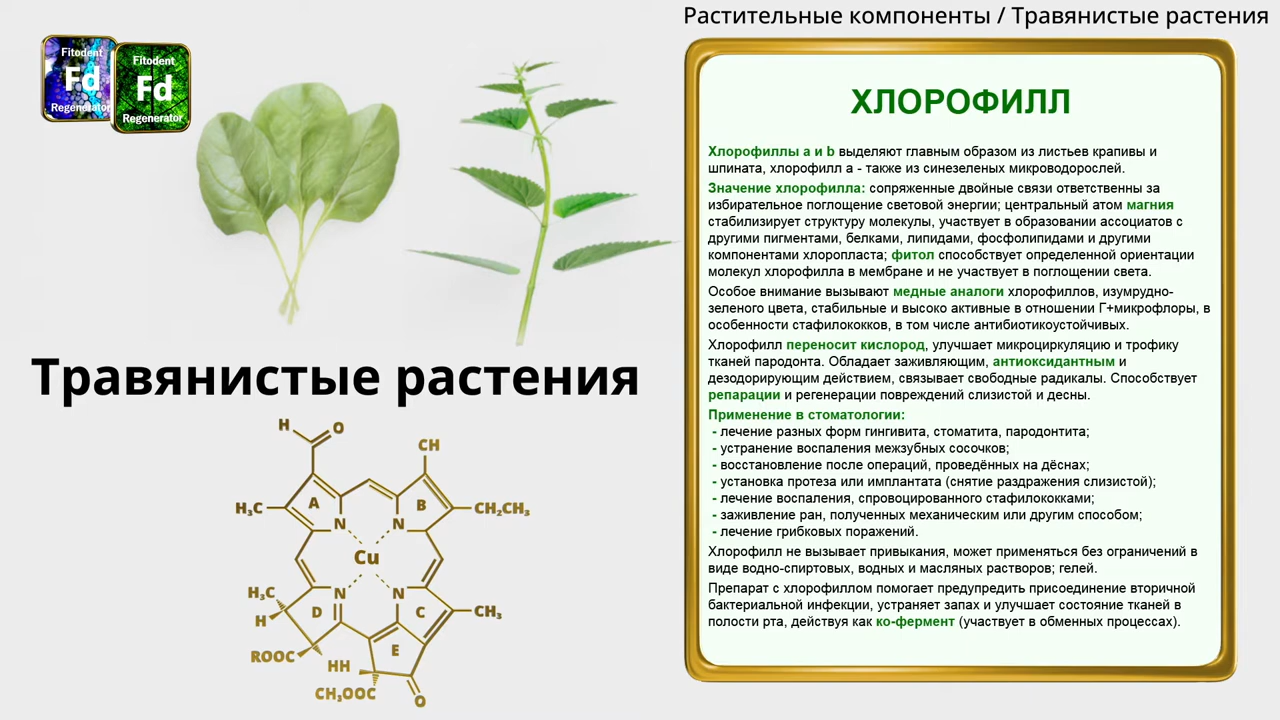 Растительные компоненты / Травянистые растения
Fitodent
Fd
Regenerator
Fitodent
Fd
Regenerator
Травянистые растения
H
O
CH
H₃C
A
B
CH₂CH₃
N
N
Cu
H₃C
N
N
H
D
C
CH₃
ROOC
E
HH
CH₃OOC
O
ХЛОРОФИЛЛ
Хлорофиллы a и b выделяют главным образом из листьев крапивы и
шпината, хлорофилл а - также из синезеленых микроводорослей.
Значение хлорофилла: сопряженные двойные связи ответственны за
избирательное поглощение световой энергии; центральный атом магния
стабилизирует структуру молекулы, участвует в образовании ассоциатов с
другими пигментами, белками, липидами, фосфолипидами и другими
компонентами хлоропласта; фитол способствует определенной ориентации
молекул хлорофилла в мембране и не участвует в поглощении света.
Особое внимание вызывают медные аналоги хлорофиллов, изумрудно-
зеленого цвета, стабильные и высоко активные в отношении Г+микрофлоры, в
особенности стафилококков, в том числе антибиотикоустойчивых.
Хлорофилл переносит кислород, улучшает микроциркуляцию и трофику
тканей пародонта. Обладает заживляющим, антиоксидантным и
дезодорирующим действием, связывает свободные радикалы. Способствует
репарации и регенерации повреждений слизистой и десны.
Применение в стоматологии:
- лечение разных форм гингивита, стоматита, пародонтита;
- устранение воспаления межзубных сосочков;
- восстановление после операций, проведённых на дёснах;
- установка протеза или имплантата (снятие раздражения слизистой);
- лечение воспаления, спровоцированного стафилококками;
- заживление ран, полученных механическим или другим способом;
- лечение грибковых поражений.
Хлорофилл не вызывает привыкания, может применяться без ограничений в
виде водно-спиртовых, водных и масляных растворов; гелей.
Препарат с хлорофиллом помогает предупредить присоединение вторичной
бактериальной инфекции, устраняет запах и улучшает состояние тканей в
полости рта, действуя как ко-фермент (участвует в обменных процессах).